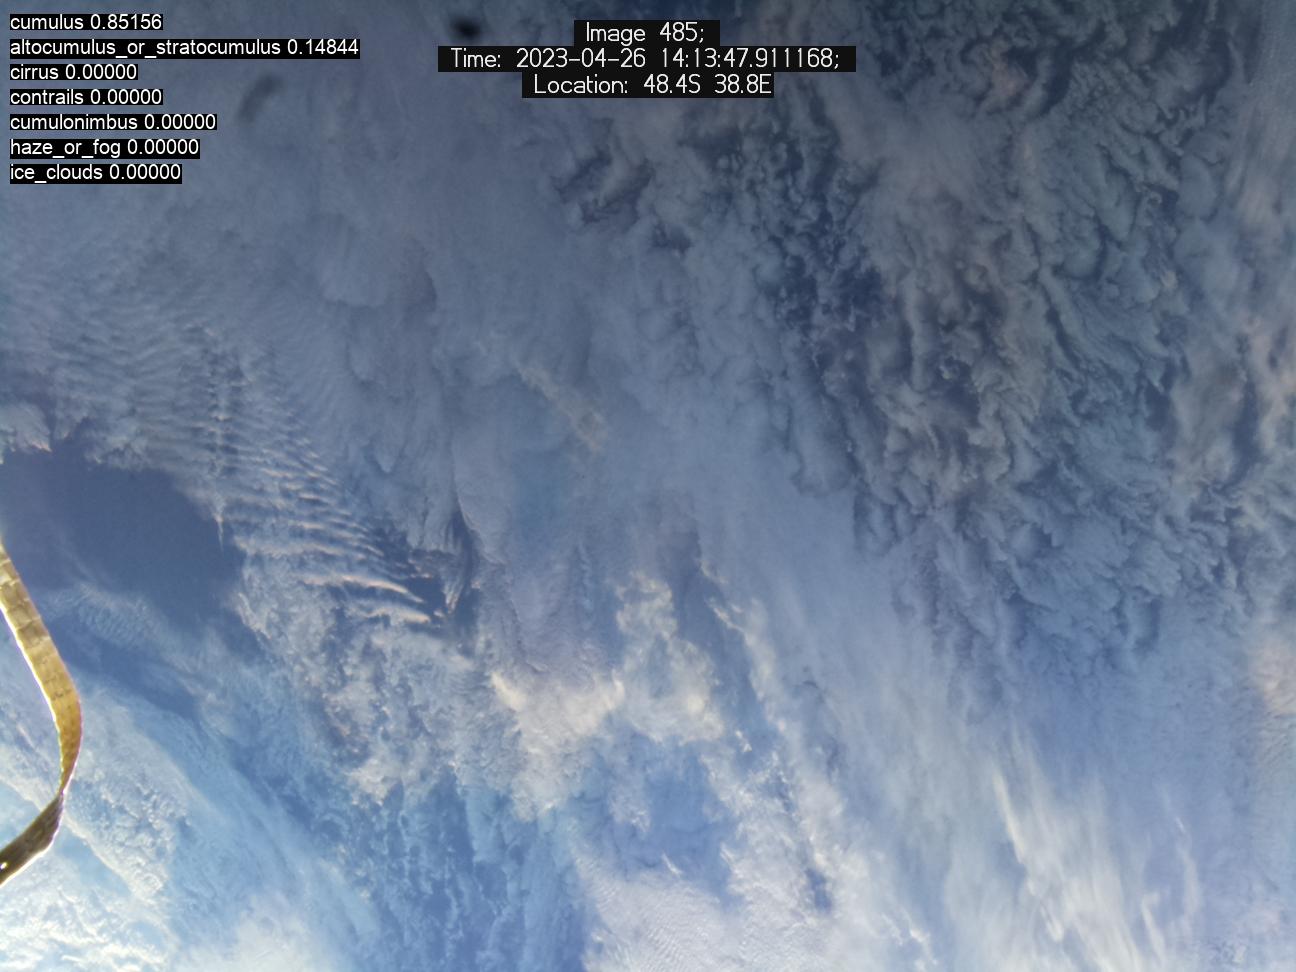 cumulus 0.85156
altocumulus_or_stratocumulus 0.14844
cirrus 0.00000
contrails 0.00000
cumulonimbus 0.00000
haze_or_fog 0.00000
ice_clouds 0.00000
Image 485;
Time: 2023-04-26 14:13:47.911168;
Location: 48.4S 38.8E